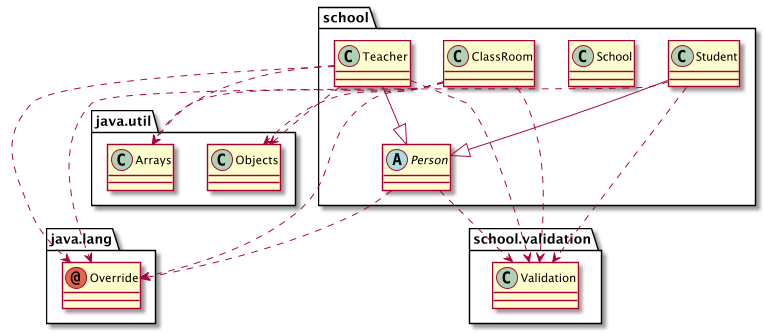 school
C Teacher
C ClassRoom
C School
C Student
java.util
C Arrays
C Objects
A Person
java.lang
@ Override
school.validation
C Validation